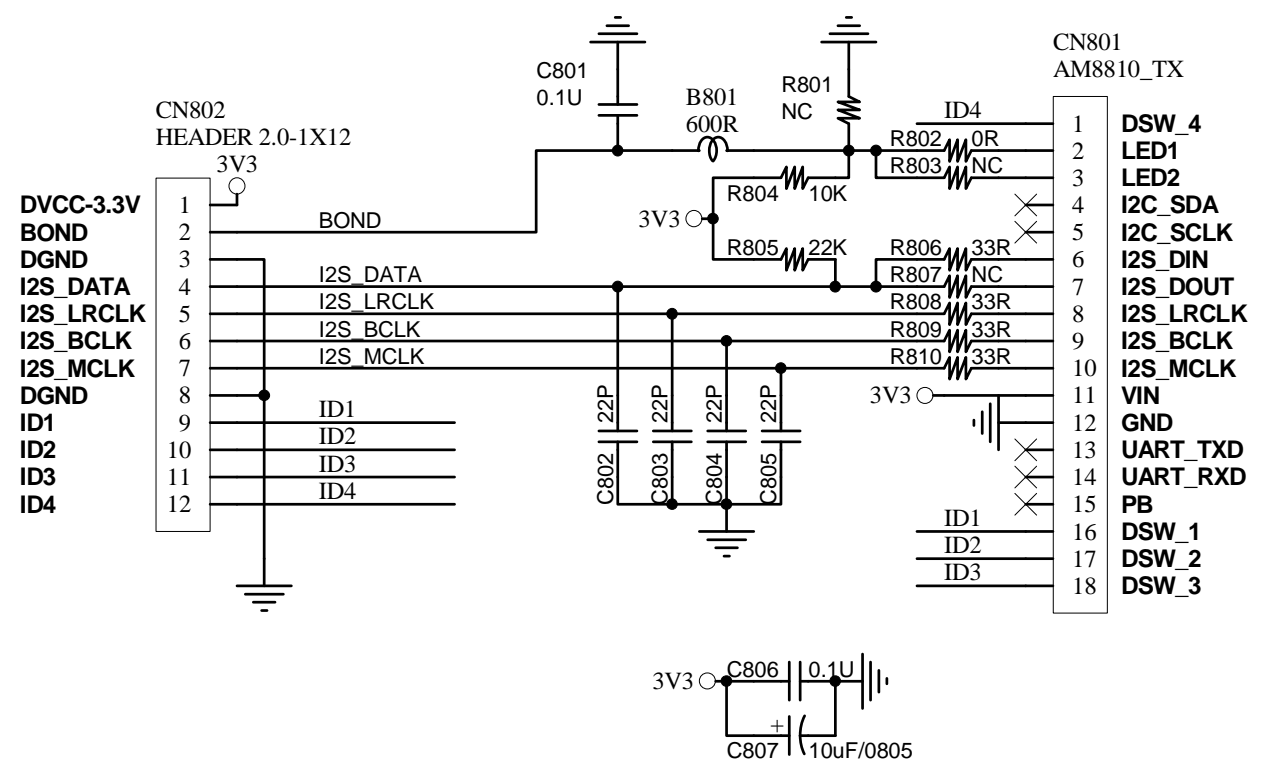 CN802
HEADER 2.0-1X12
3V3
DVCC-3.3V 1
BOND 2 BOND
DGND 3
I2S_DATA 4 I2S_DATA
I2S_LRCLK 5 I2S_LRCLK
I2S_BCLK 6 I2S_BCLK
I2S_MCLK 7 I2S_MCLK
DGND 8
ID1 9 ID1
ID2 10 ID2
ID3 11 ID3
ID4 12 ID4
C801
0.1U
B801
600R
R801
NC
R802 0R
R803 NC
R804 10K
3V3
R805 22K
R806 33R
R807 NC
R808 33R
R809 33R
R810 33R
3V3
C802 22P
C803 22P
C804 22P
C805 22P
CN801
AM8810_TX
ID4 1 DSW_4
2 LED1
3 LED2
4 I2C_SDA
5 I2C_SCLK
6 I2S_DIN
7 I2S_DOUT
8 I2S_LRCLK
9 I2S_BCLK
10 I2S_MCLK
11 VIN
12 GND
13 UART_TXD
14 UART_RXD
15 PB
ID1 16 DSW_1
ID2 17 DSW_2
ID3 18 DSW_3
3V3
C806 0.1U
+
C807 10uF/0805